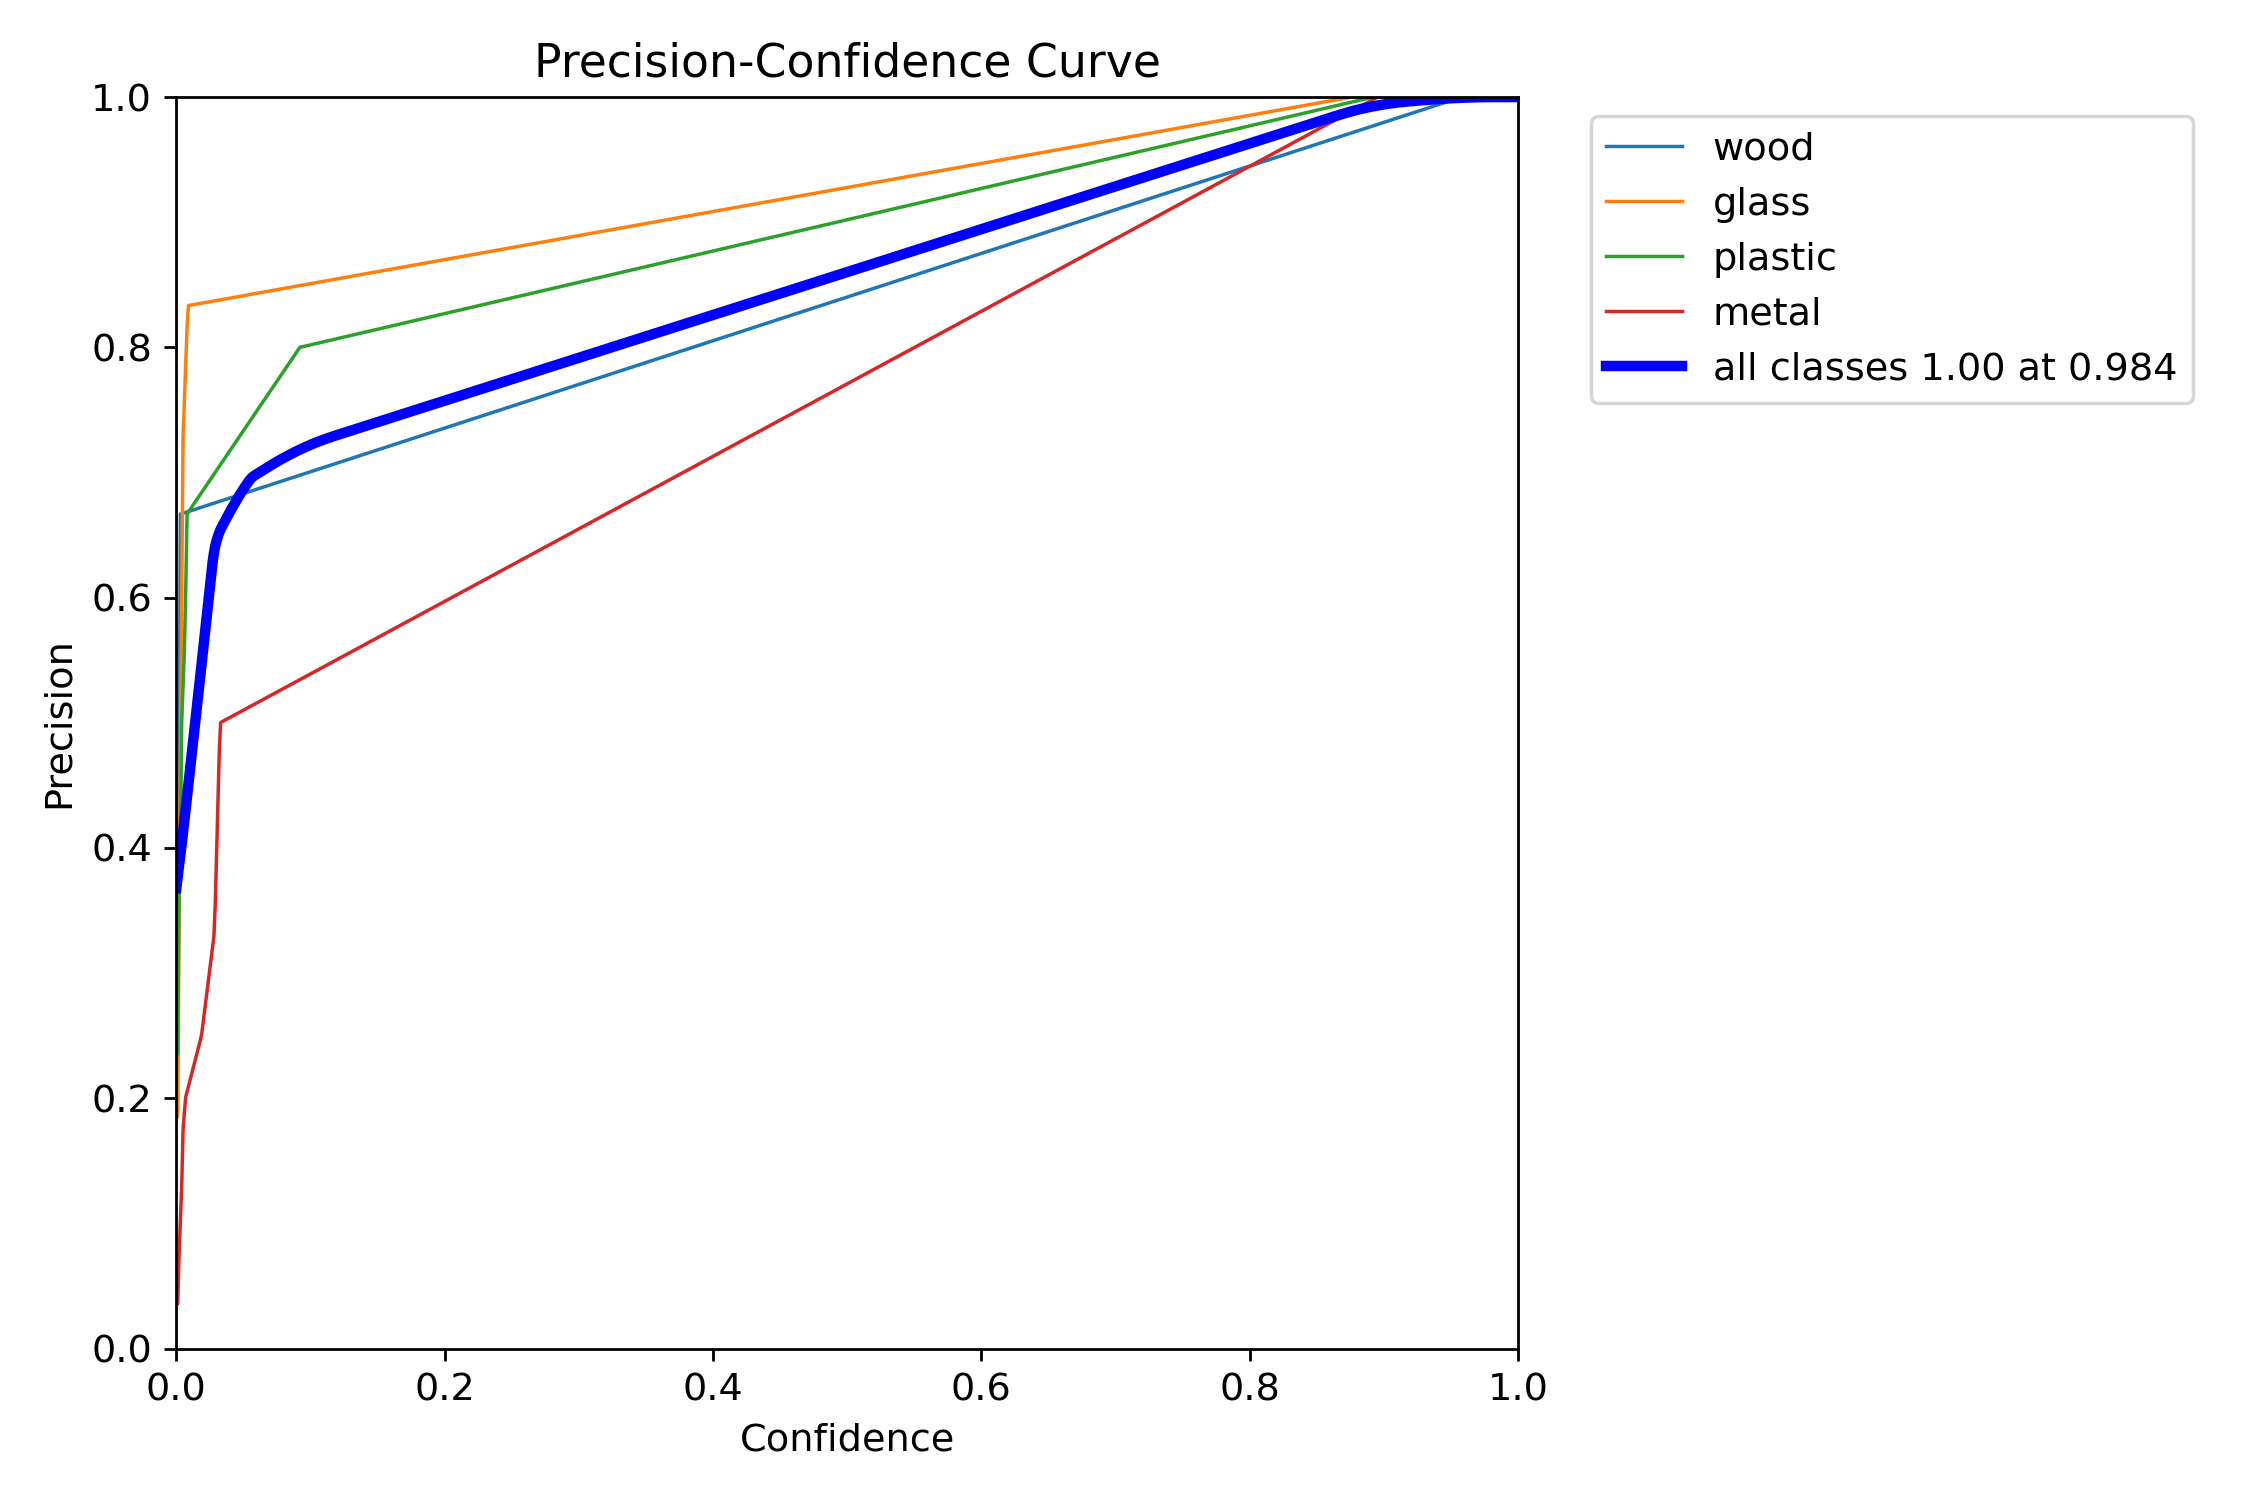 Precision-Confidence Curve
1.0
0.8
0.6
0.4
0.2
0.0
Precision
0.0 0.2 0.4 0.6 0.8 1.0
Confidence
wood
glass
plastic
metal
all classes 1.00 at 0.984